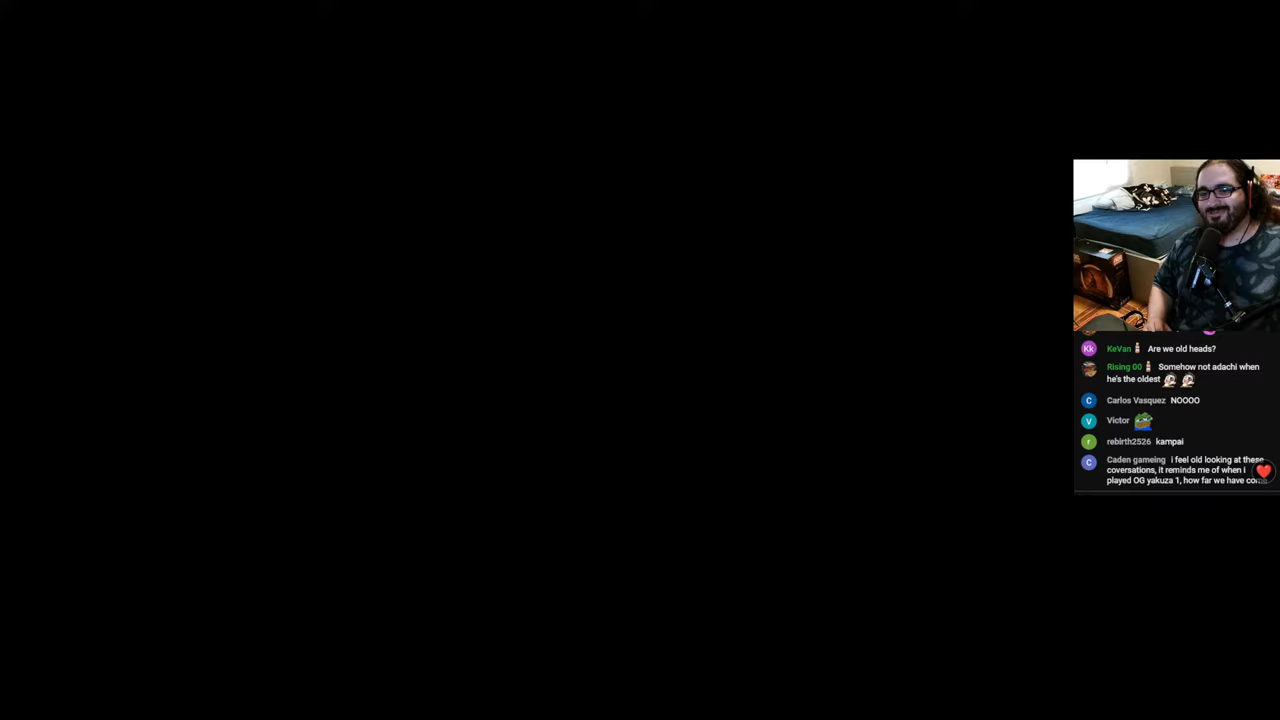 Kk KeVan Are we old heads?
Rising 00 Somehow not adachi when
he's the oldest
C Carlos Vasquez NOOOO
V Victor
r rebirth2526 kampai
C Caden gameing i feel old looking at these
coversations, it reminds me of when i
played OG yakuza 1, how far we have come